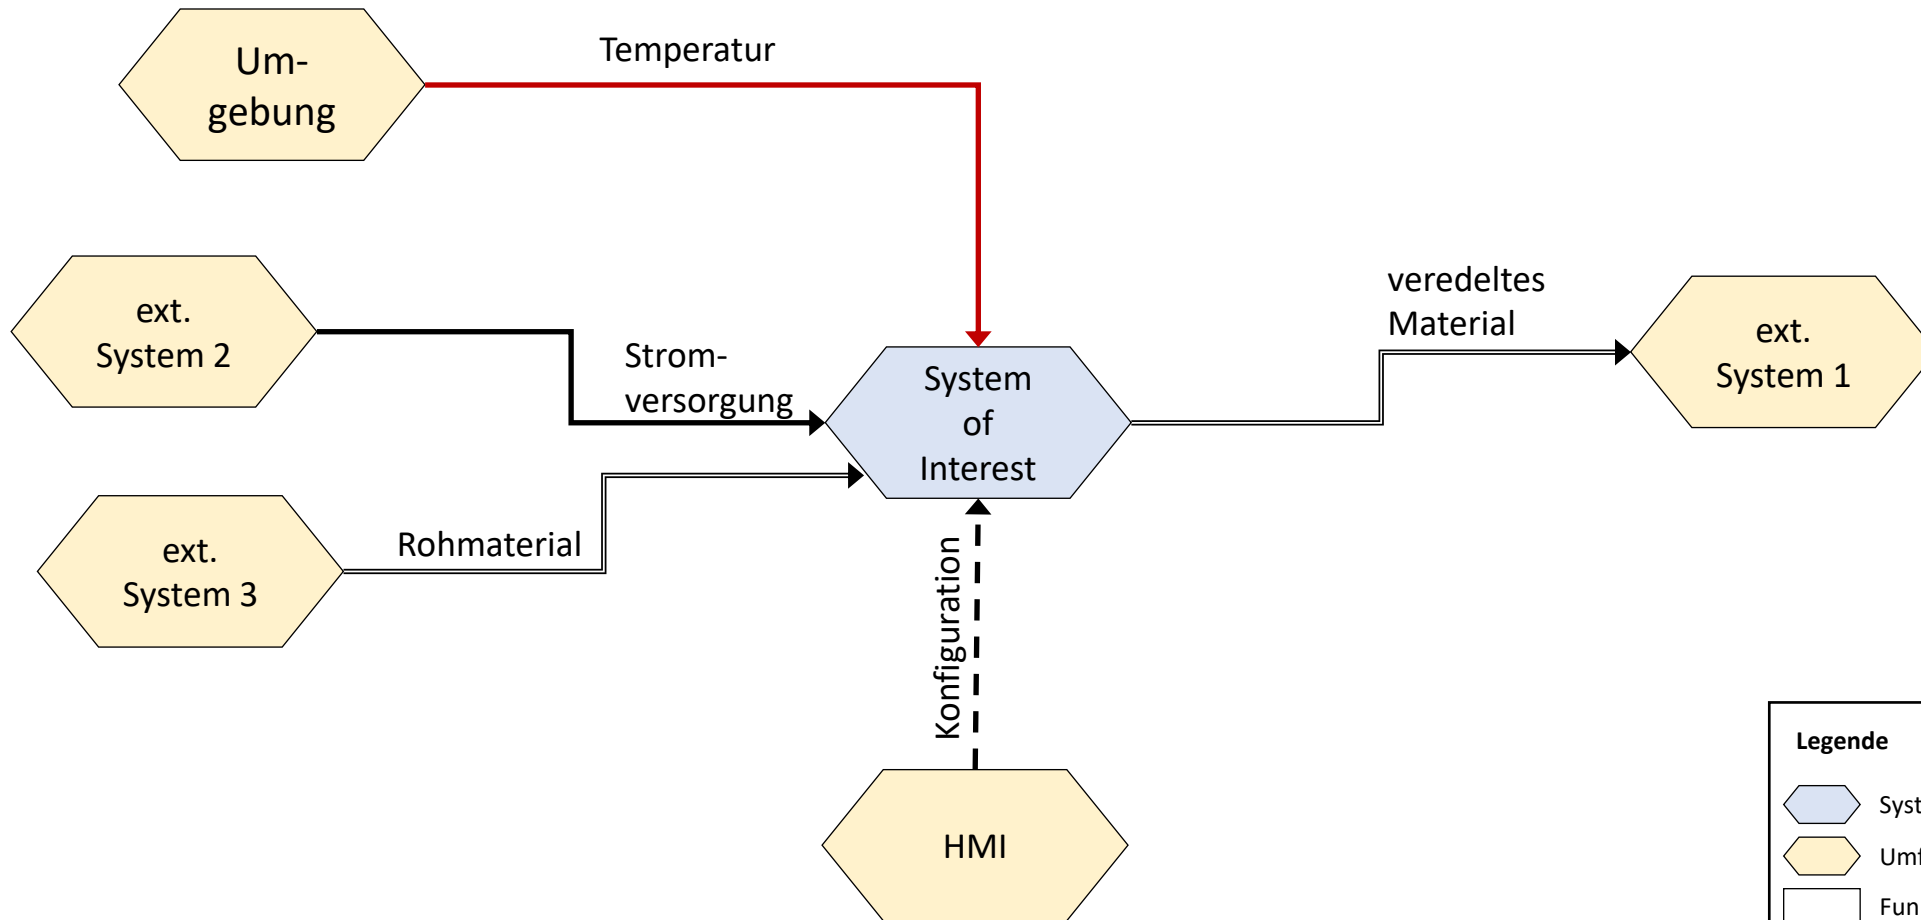 Um-
gebung
Temperatur
ext.
System 2
Strom-
versorgung
System
of
Interest
veredeltes
Material
ext.
System 1
ext.
System 3
Rohmaterial
Konfiguration
HMI
Legende